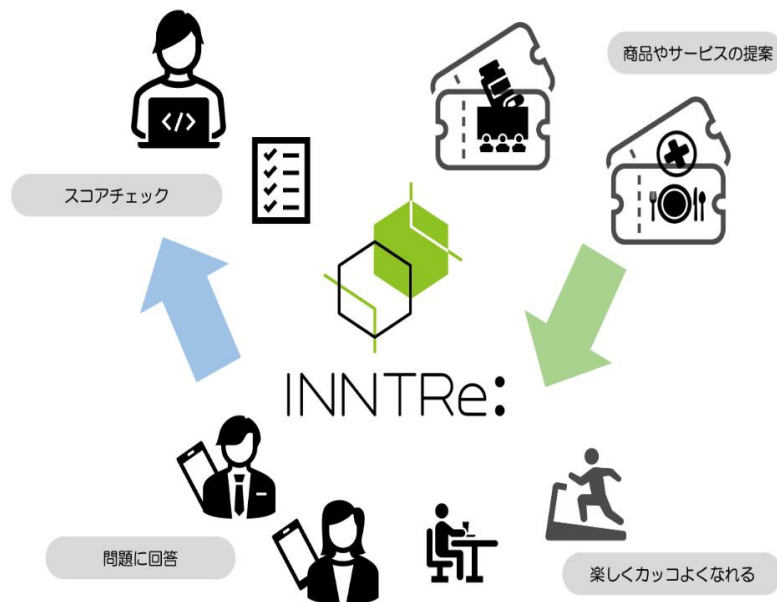 商品やサービスの提案
</>
スコアチェック
INNTRe:
問題に回答
楽しくカッコよくなれる